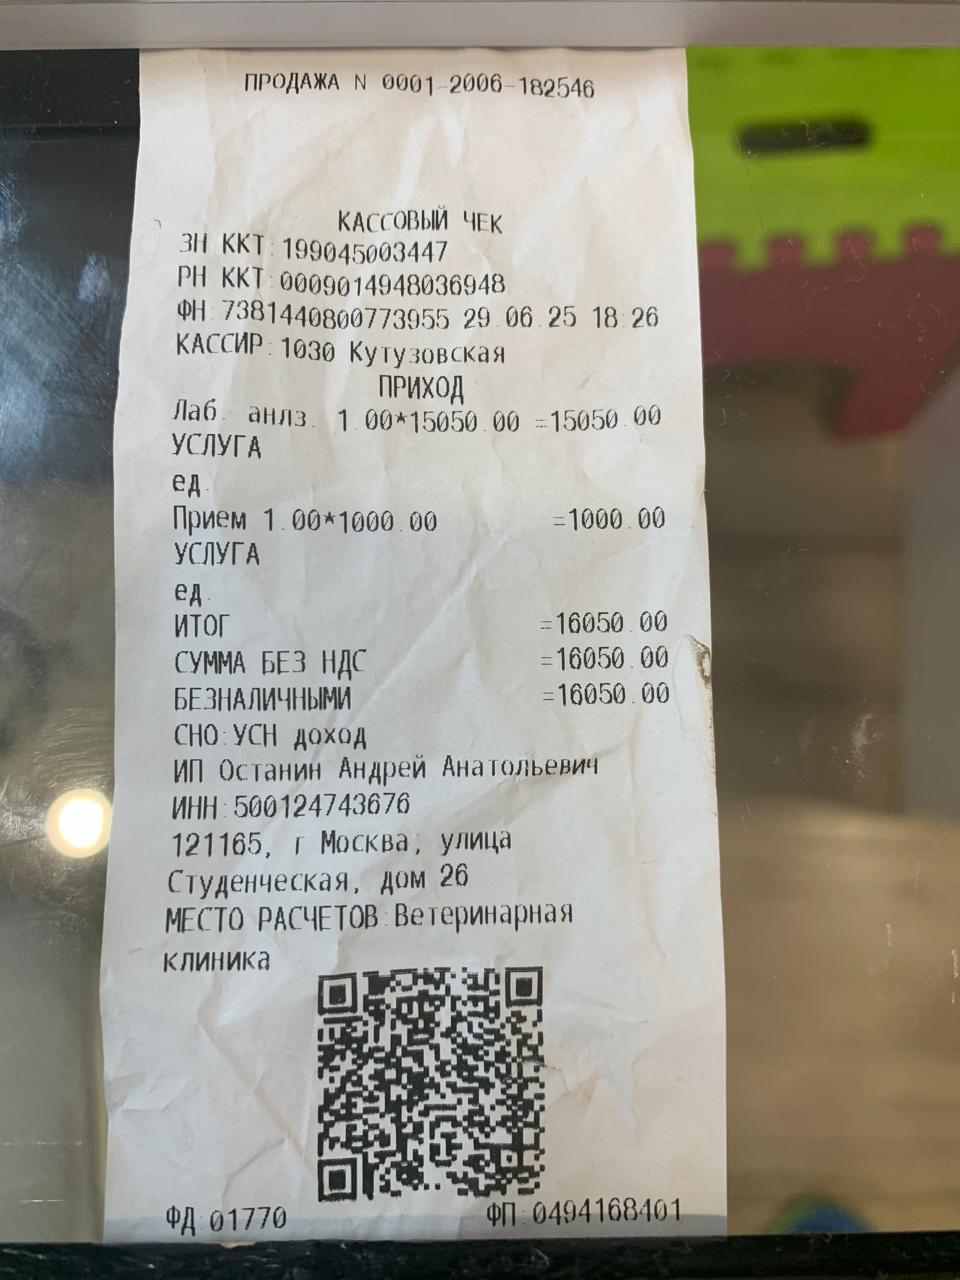 ПРОДАЖА N 0001-2006-182546
КАССОВЫЙ ЧЕК
ЗН ККТ:199045003447
РН ККТ:0009014948036948
ФН:7381440800773955 29.06.25 18:26
КАССИР:1030 Кутузовская
ПРИХОД
Лаб. анлз. 1.00*15050.00 =15050.00
УСЛУГА
ед.
Прием 1.00*1000.00 =1000.00
УСЛУГА
ед.
ИТОГ =16050.00
СУММА БЕЗ НДС =16050.00
БЕЗНАЛИЧНЫМИ =16050.00
СНО:УСН доход
ИП Останин Андрей Анатольевич
ИНН:500124743676
121165, г Москва, улица
Студенческая, дом 26
МЕСТО РАСЧЕТОВ:Ветеринарная
клиника
ФД:01770 ФП:0494168401